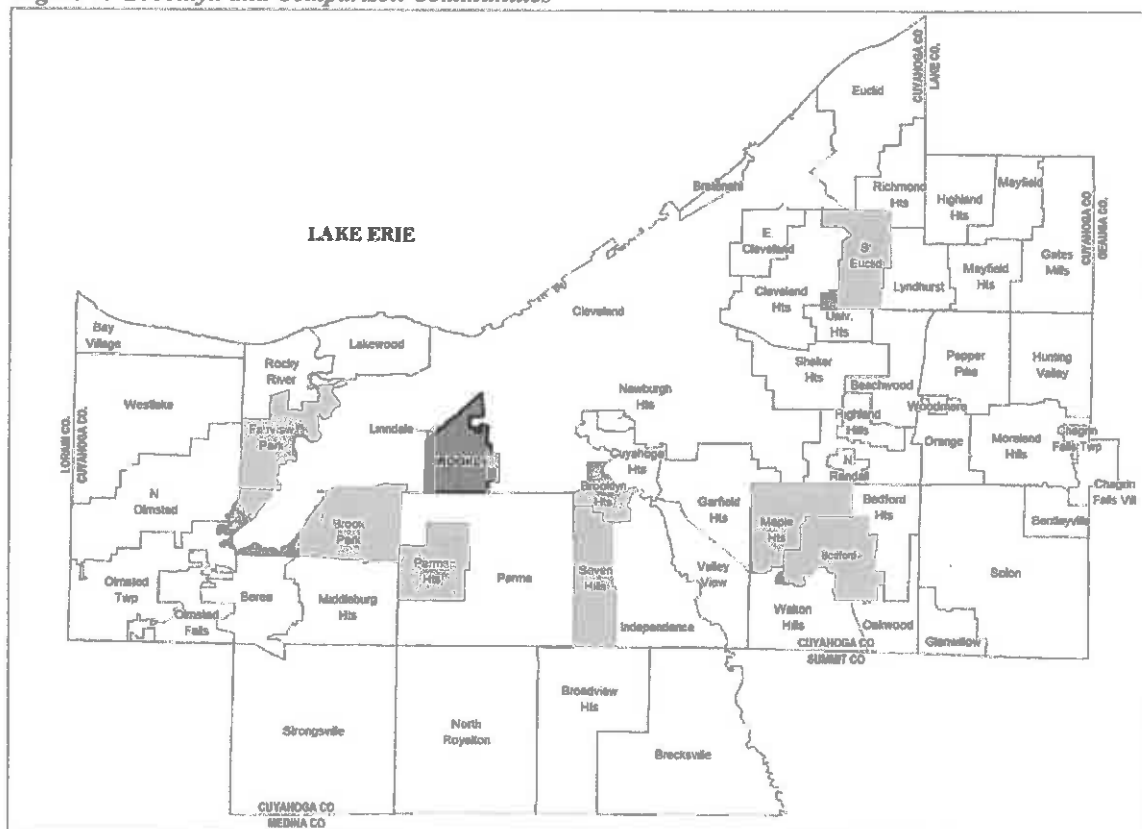 Brooklyn and Comparison Communities
CUYAHOGA CO
LAKE CO.
Euclid
Bratenahl
Richmond
Hts
Highland
Hts
Mayfield
CUYAHOGA CO
GEAUGA CO.
LAKE ERIE
E
Cleveland
S
Euclid
Gates
Mills
Mayfield
Hts
Lyndhurst
Cleveland
Hts
Cleveland
Univ.
Hts
Bay
Village
Lakewood
Rocky
River
Shaker
Hts
Pepper
Pike
Hunting
Valley
Beachwood
Newburgh
Hts
Westlake
Woodmere
Highland
Hills
Linndale
Fairview
Park
LORAIN CO.
CUYAHOGA CO.
Orange
Moreland
Hills
Chagrin
Falls Twp
Cuyahoga
Hts
N
Randall
Brooklyn
Hts
Garfield
Hts
Bedford
Hts
Chagrin
Falls Vill
N
Olmsted
Bentleyville
Brook
Park
Maple
Hts
Bedford
Parma
Hts
Parma
Seven
Hills
Valley
View
Solon
Olmsted
Twp
Berea
Middleburg
Hts
Olmsted
Falls
Walton
Hills
Oakwood
Independence
Glenwillow
CUYAHOGA CO
SUMMIT CO
Broadview
Hts
Strongsville
North
Royalton
Brecksville
CUYAHOGA CO
MEDINA CO